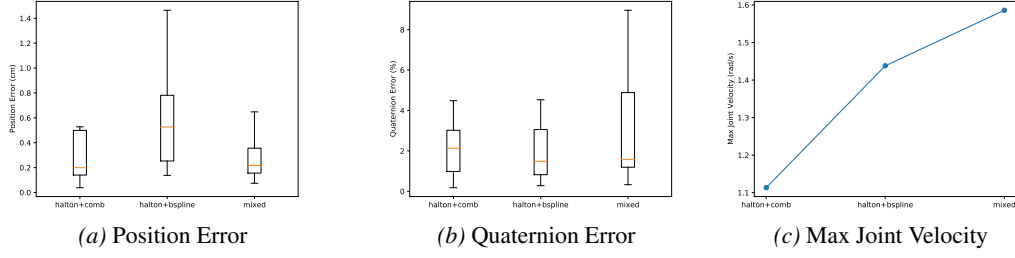 Position Error (cm)
1.4
1.2
1.0
0.8
0.6
0.4
0.2
0.0
halton+comb halton+bspline mixed
(a) Position Error
Quaternion Error (%)
8
6
4
2
0
halton+comb halton+bspline mixed
(b) Quaternion Error
Max Joint Velocity (rad/s)
1.6
1.5
1.4
1.3
1.2
1.1
halton+comb halton+bspline mixed
(c) Max Joint Velocity